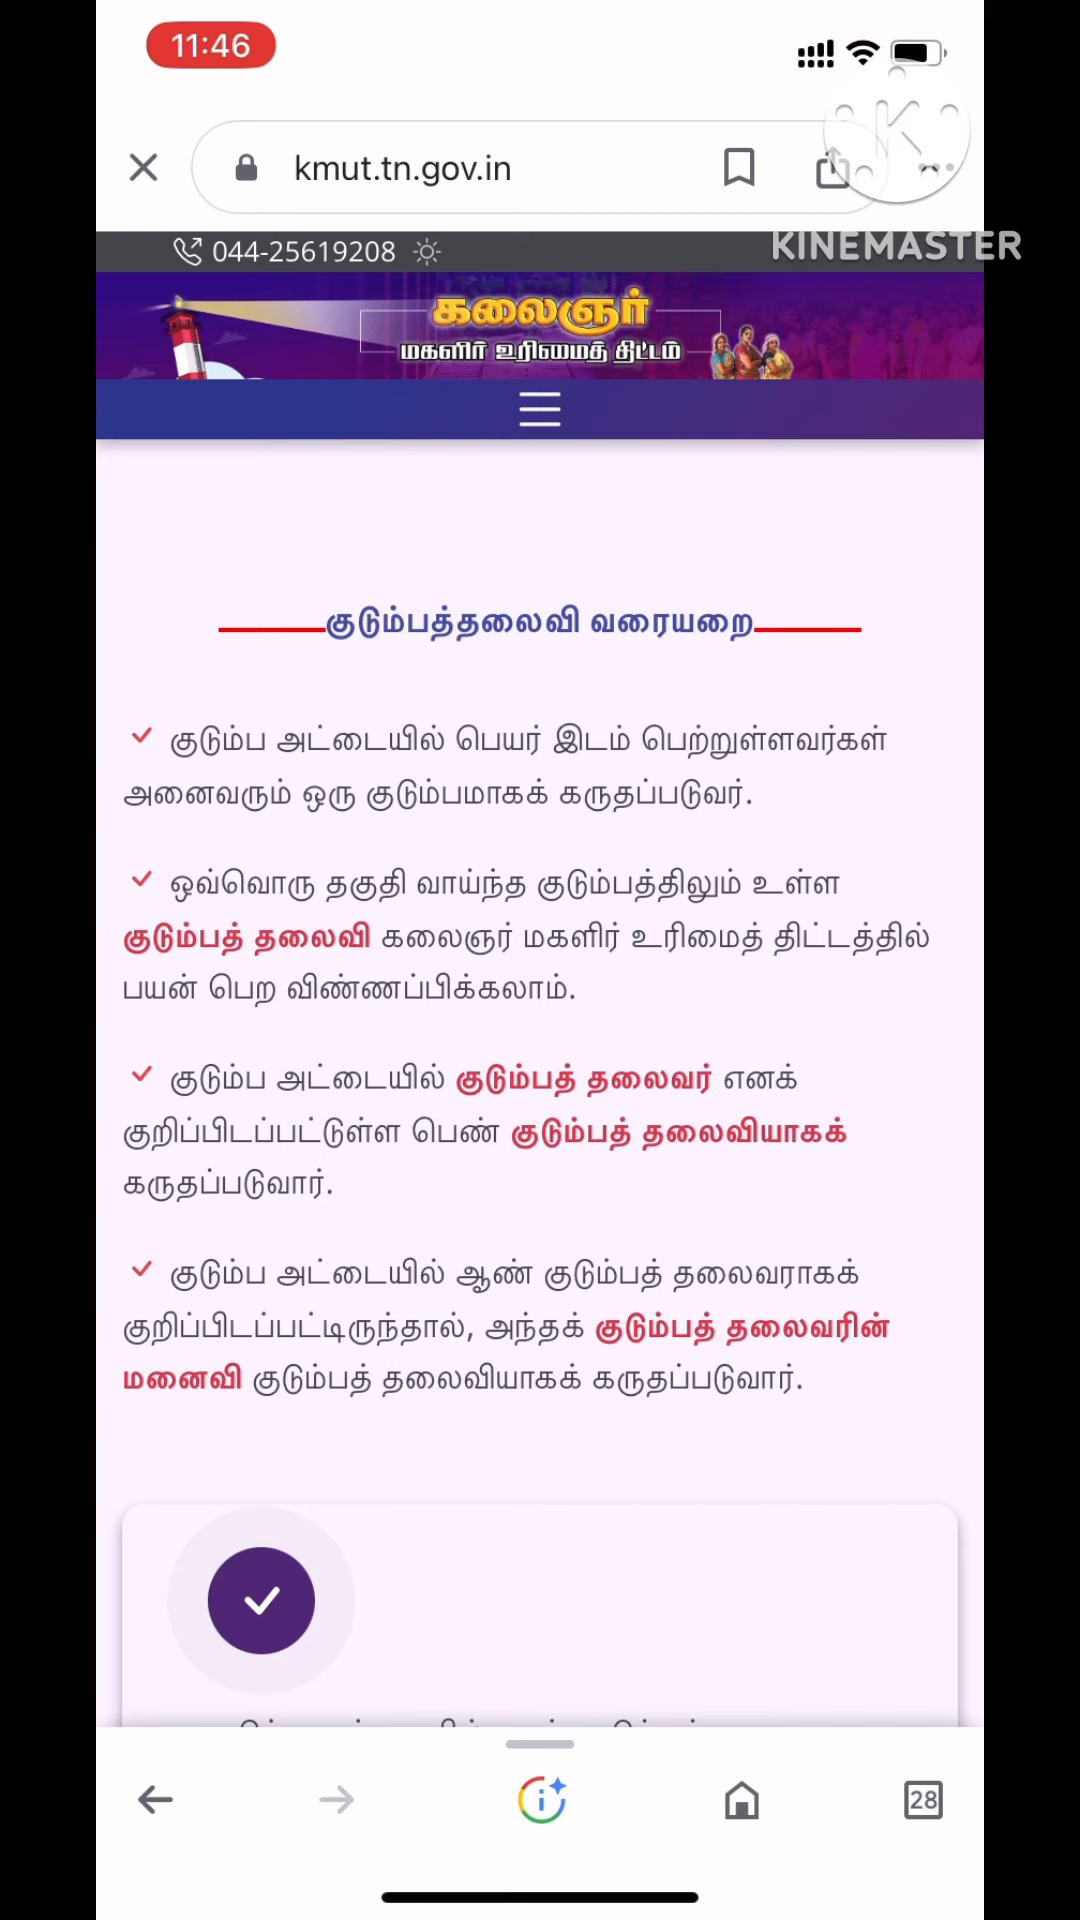 11:46
kmut.tn.gov.in
KINEMASTER
044-25619208
கலைஞர்
மகளிர் உரிமைத் திட்டம்
குடும்பத்தலைவி வரையறை
குடும்ப அட்டையில் பெயர் இடம் பெற்றுள்ளவர்கள்
அனைவரும் ஒரு குடும்பமாகக் கருதப்படுவர்.
ஒவ்வொரு தகுதி வாய்ந்த குடும்பத்திலும் உள்ள
குடும்பத் தலைவி கலைஞர் மகளிர் உரிமைத் திட்டத்தில்
பயன் பெற விண்ணப்பிக்கலாம்.
குடும்ப அட்டையில் குடும்பத் தலைவர் எனக்
குறிப்பிடப்பட்டுள்ள பெண் குடும்பத் தலைவியாகக்
கருதப்படுவார்.
குடும்ப அட்டையில் ஆண் குடும்பத் தலைவராகக்
குறிப்பிடப்பட்டிருந்தால், அந்தக் குடும்பத் தலைவரின்
மனைவி குடும்பத் தலைவியாகக் கருதப்படுவார்.
28